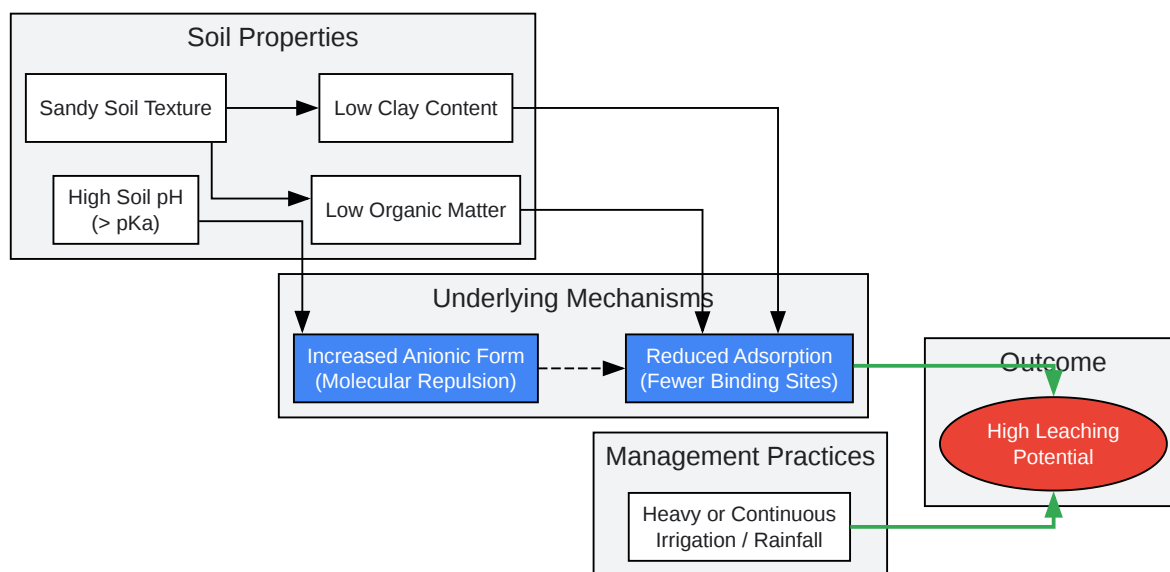 Soil Properties
Sandy Soil Texture
Low Clay Content
High Soil pH
(> pKa)
Low Organic Matter
Underlying Mechanisms
Increased Anionic Form
(Molecular Repulsion)
Reduced Adsorption
(Fewer Binding Sites)
Outcome
High Leaching
Potential
Management Practices
Heavy or Continuous
Irrigation / Rainfall